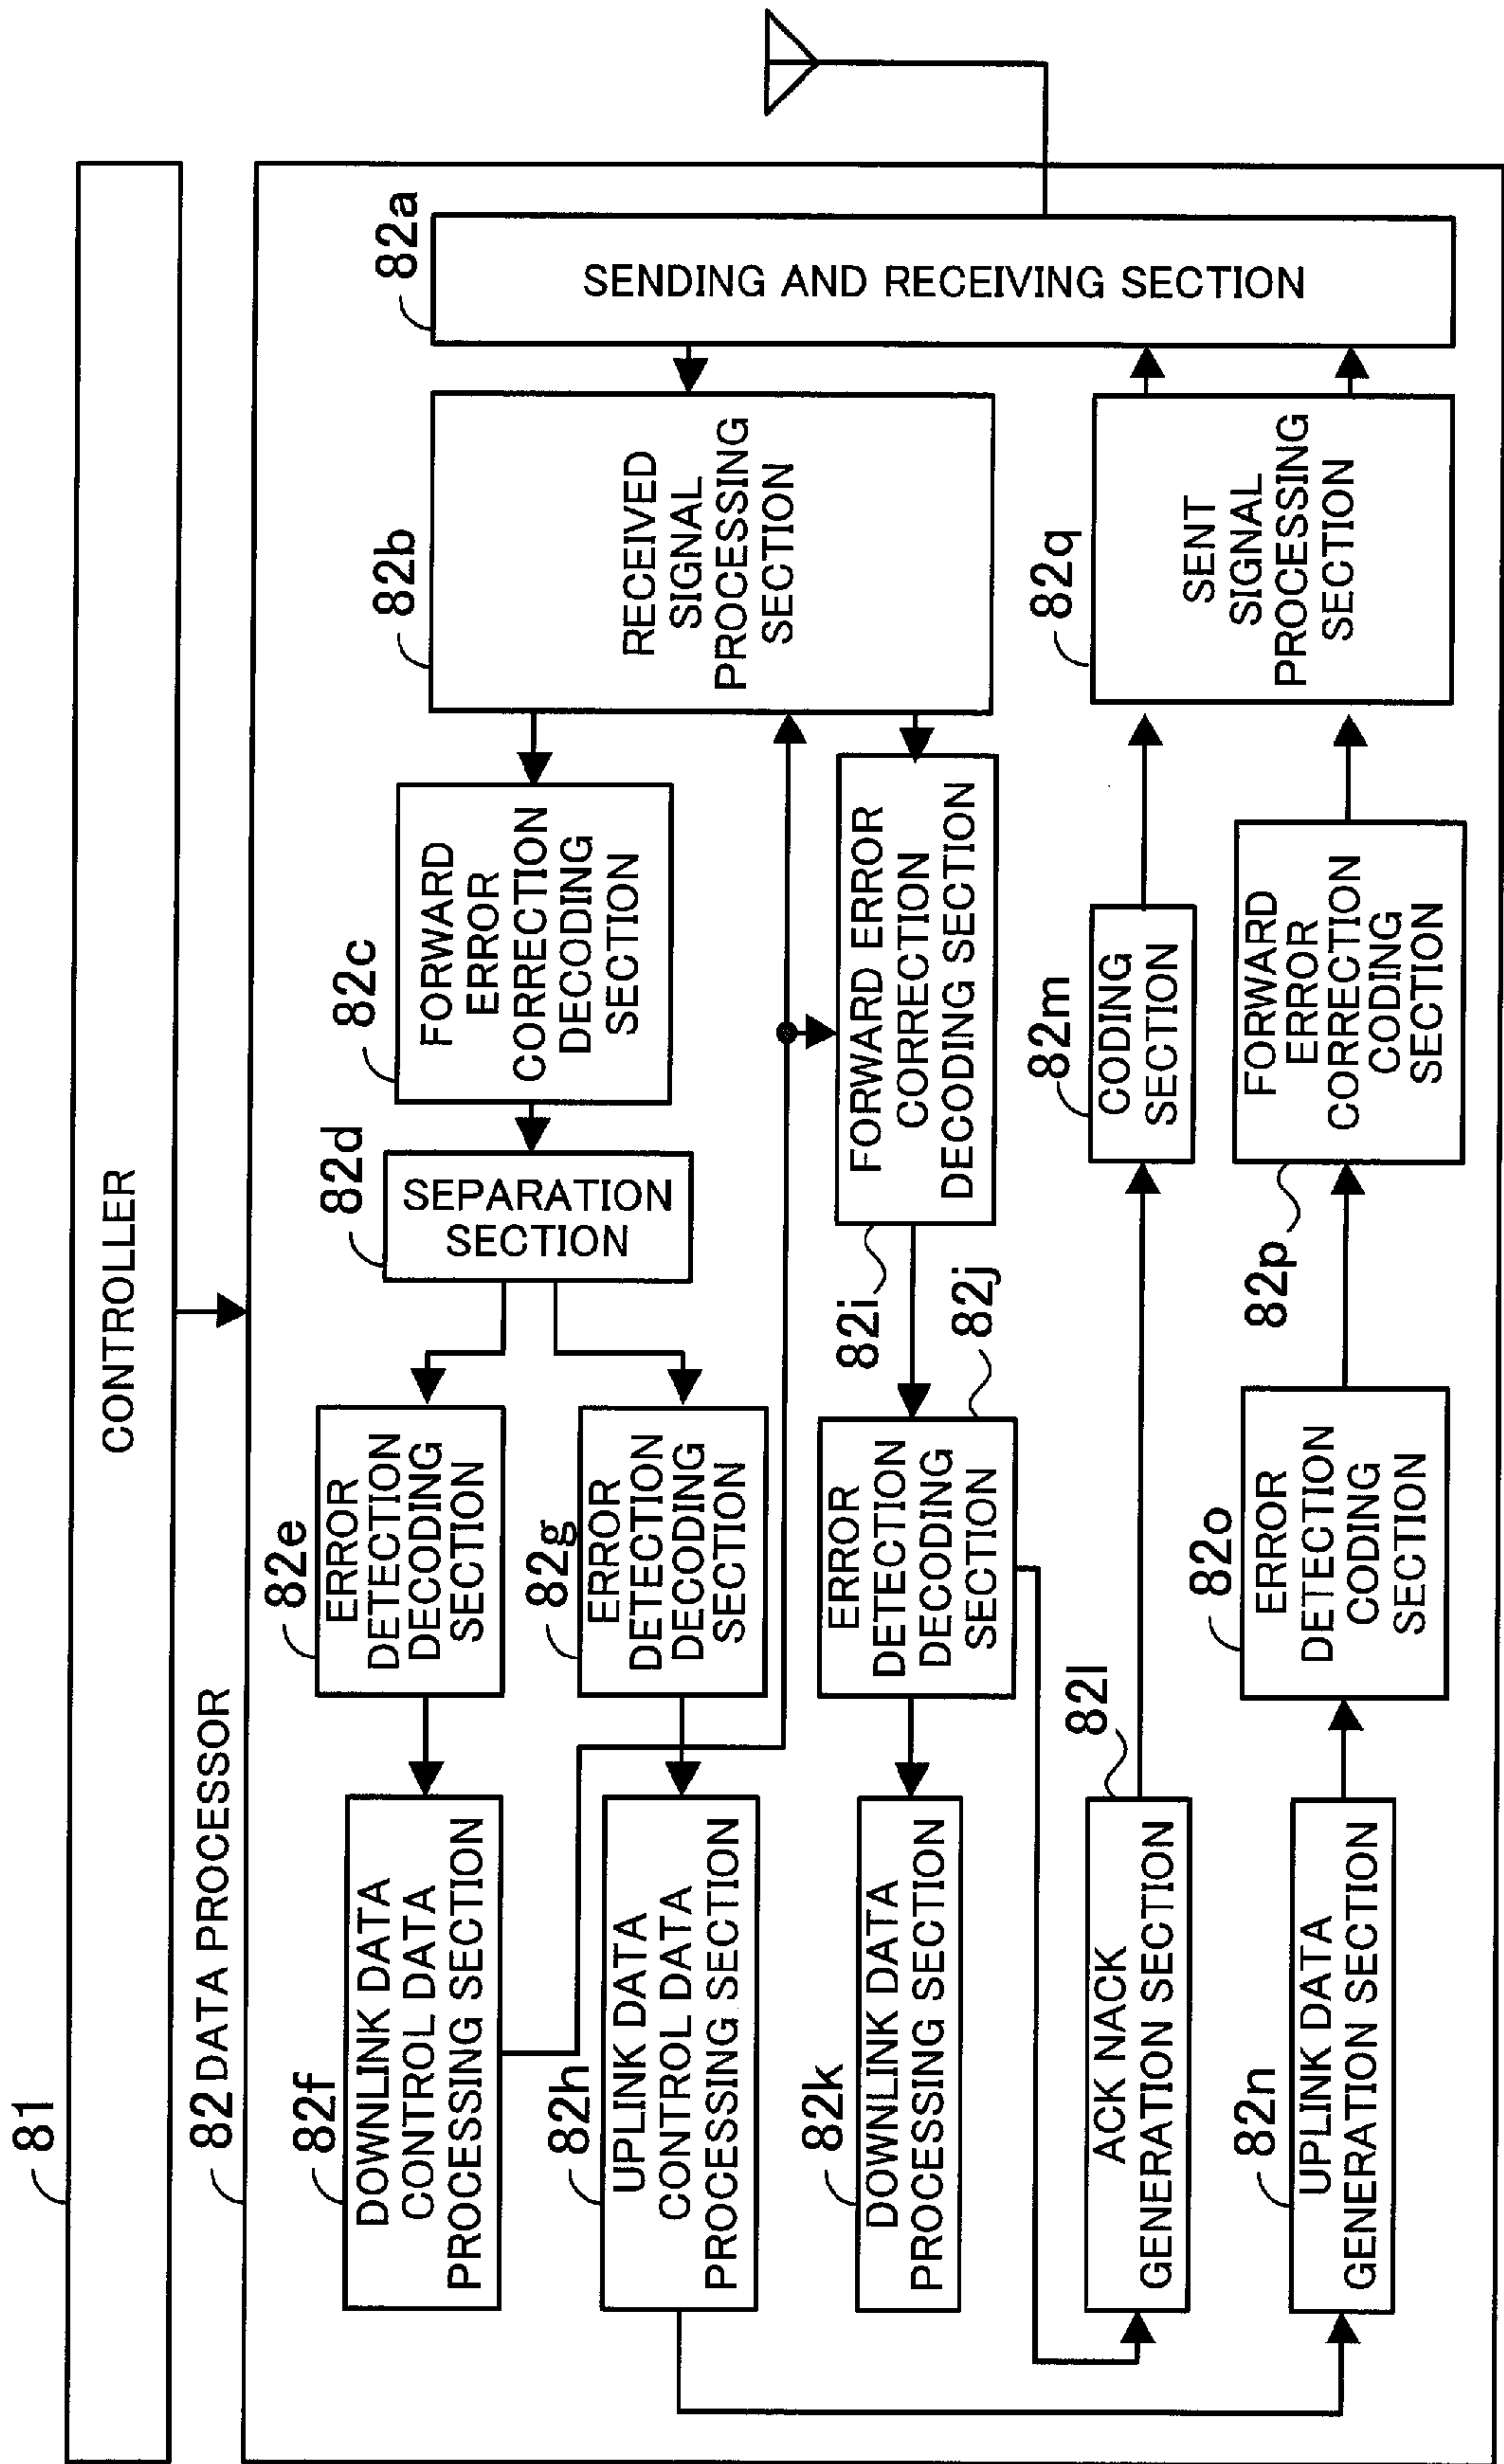 81
CONTROLLER
82 DATA PROCESSOR
82a
SENDING AND RECEIVING SECTION
82b
RECEIVED
SIGNAL
PROCESSING
SECTION
82c
FORWARD
ERROR
CORRECTION
DECODING
SECTION
82d
SEPARATION
SECTION
82e
ERROR
DETECTION
DECODING
SECTION
82f
DOWNLINK DATA
CONTROL DATA
PROCESSING SECTION
82g
ERROR
DETECTION
DECODING
SECTION
82h
UPLINK DATA
CONTROL DATA
PROCESSING SECTION
82i
FORWARD ERROR
CORRECTION
DECODING SECTION
82j
ERROR
DETECTION
DECODING
SECTION
82k
DOWNLINK DATA
PROCESSING SECTION
82l
ACK NACK
GENERATION SECTION
82m
CODING
SECTION
82n
UPLINK DATA
GENERATION SECTION
82o
ERROR
DETECTION
CODING
SECTION
82p
FORWARD
ERROR
CORRECTION
CODING
SECTION
82q
SENT
SIGNAL
PROCESSING
SECTION